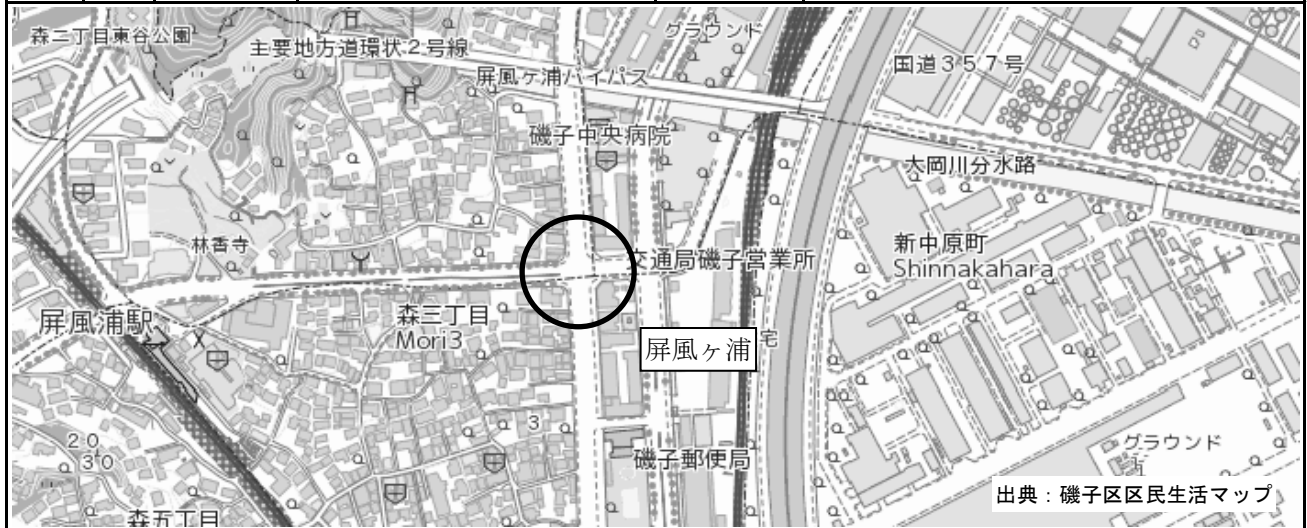 森二丁目東谷公園
主要地方道環状2号線
グラウンド
国道357号
屏風ヶ浦バイパス
磯子中央病院
大岡川分水路
林香寺
交通局磯子営業所
新中原町
Shinnakahara
屏風浦駅
森三丁目
Mori3
屏風ヶ浦
宅
20
30
3
磯子郵便局
グラウンド
出典：磯子区区民生活マップ
森五丁目